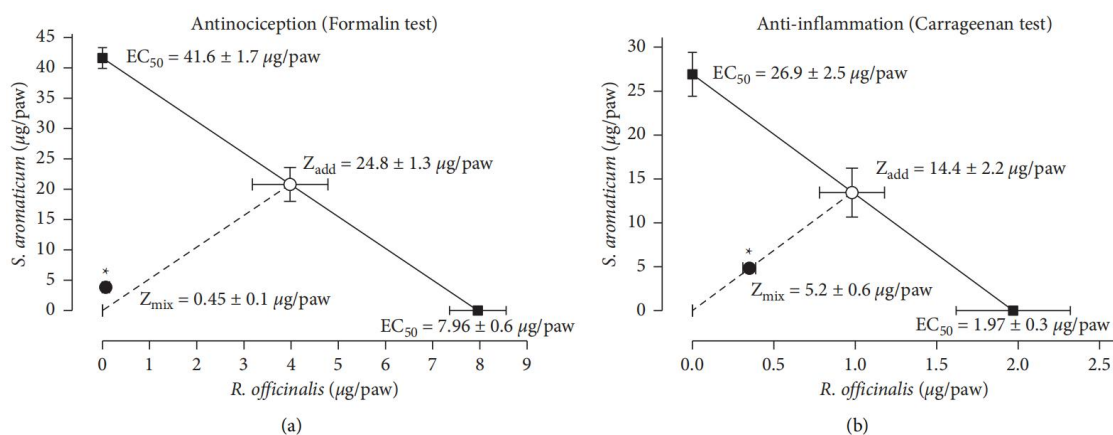 Antinociception (Formalin test)
45
40
35
30
25
20
15
10
5
0
S. aromaticum (μg/paw)
EC50 = 41.6 ± 1.7 μg/paw
Zadd = 24.8 ± 1.3 μg/paw
*
Zmix = 0.45 ± 0.1 μg/paw
EC50 = 7.96 ± 0.6 μg/paw
0 1 2 3 4 5 6 7 8 9
R. officinalis (μg/paw)
(a)
Anti-inflammation (Carrageenan test)
30
25
20
15
10
5
0
S. aromaticum (μg/paw)
EC50 = 26.9 ± 2.5 μg/paw
Zadd = 14.4 ± 2.2 μg/paw
*
Zmix = 5.2 ± 0.6 μg/paw
EC50 = 1.97 ± 0.3 μg/paw
0.0 0.5 1.0 1.5 2.0 2.5
R. officinalis (μg/paw)
(b)